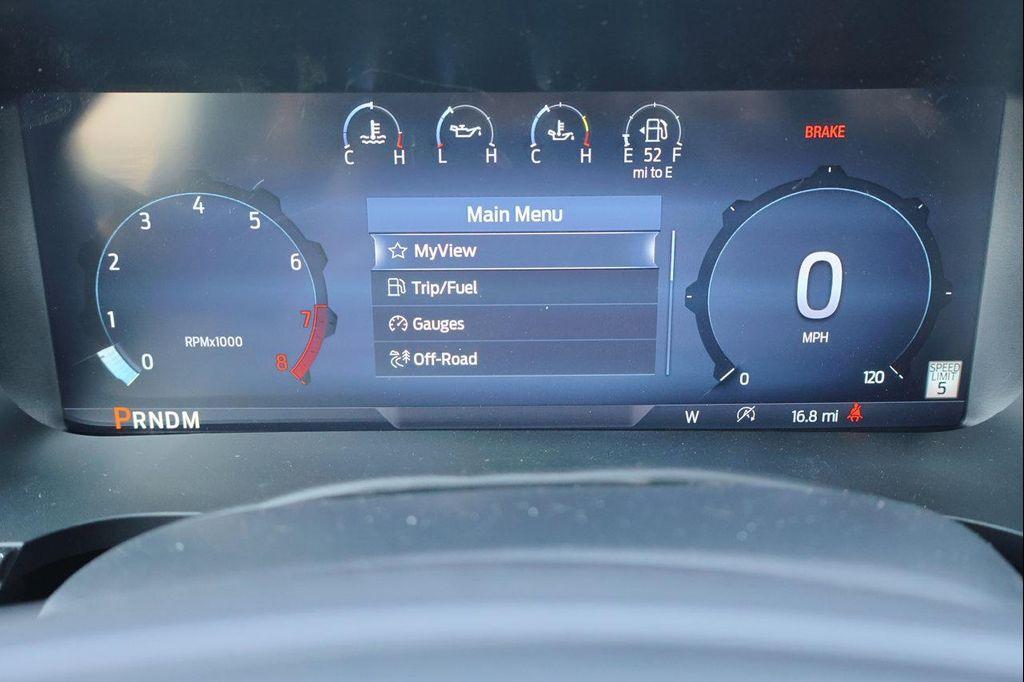 C H
L H
C H
E 52 F
mi to E
BRAKE
0 1 2 3 4 5 6 7 8
RPMx1000
Main Menu
MyView
Trip/Fuel
Gauges
Off-Road
0
MPH
0 120
SPEED
LIMIT
5
PRNDM
W
16.8 mi